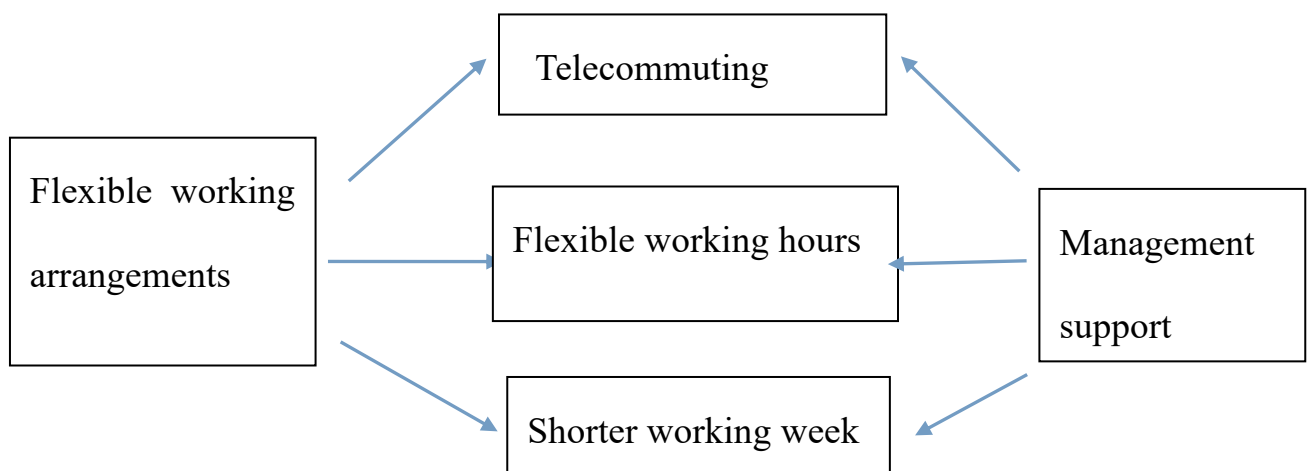 Telecommuting
Flexible working
arrangements
Flexible working hours
Management
support
Shorter working week